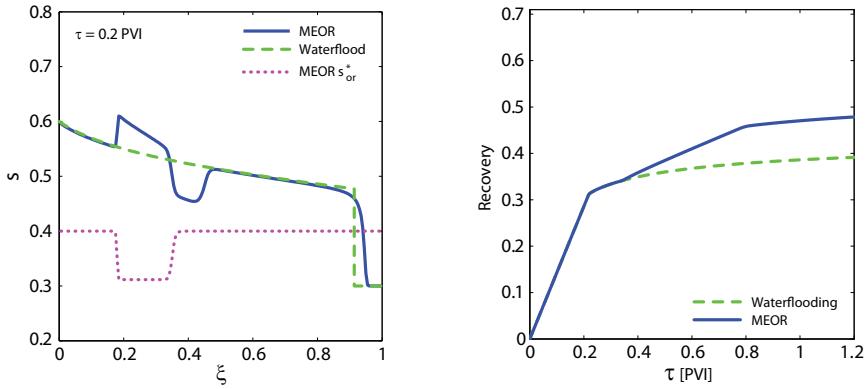 0.8
0.7
0.6
0.5
0.4
0.3
0.2
s
τ = 0.2 PVI
MEOR
Waterflood
MEOR s*or
0 0.2 0.4 0.6 0.8 1
ξ
0.7
0.6
0.5
0.4
0.3
0.2
0.1
0
Recovery
Waterflooding
MEOR
0 0.2 0.4 0.6 0.8 1 1.2
τ [PVI]